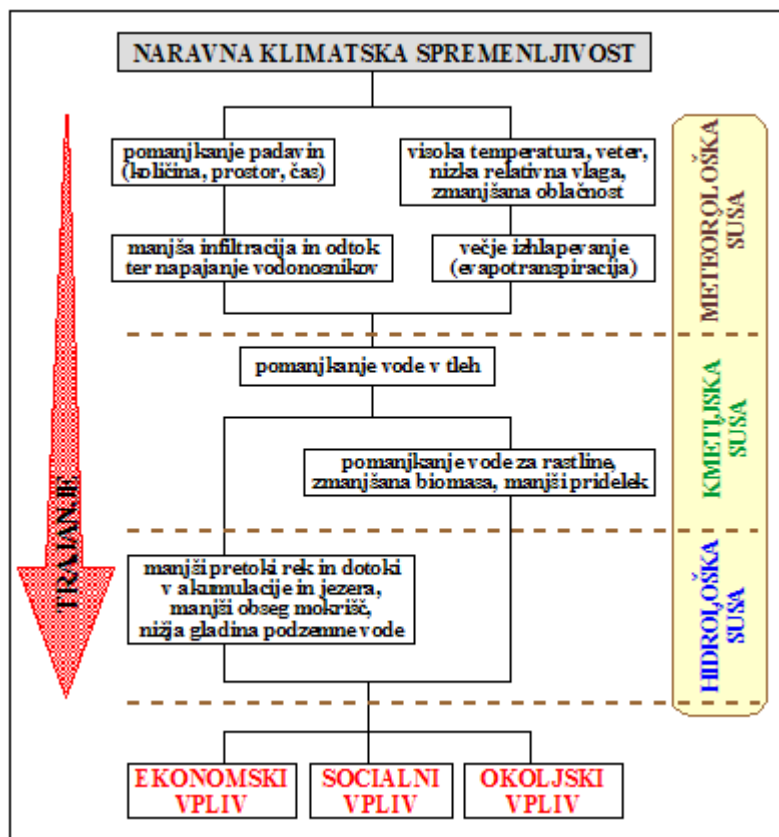 NARAVNA KLIMATSKA SPREMENLJIVOST
pomanjkanje padavin
(količina, prostor, čas)
visoka temperatura, veter,
nizka relativna vlaga,
zmanjšana oblačnost
manjša infiltracija in odtok
ter napajanje vodonosnikov
večje izhlapevanje
(evapotranspiracija)
METEOROLOŠKA
SUŠA
pomanjkanje vode v tleh
pomanjkanje vode za rastline,
zmanjšana biomasa, manjši pridelek
KMETIJSKA
SUŠA
TRAJANJE
manjši pretoki rek in dotoki
v akumulacije in jezera,
manjši obseg mokrišč,
nižja gladina podzemne vode
HIDROLOŠKA
SUŠA
EKONOMSKI
VPLIV
SOCIALNI
VPLIV
OKOLJSKI
VPLIV